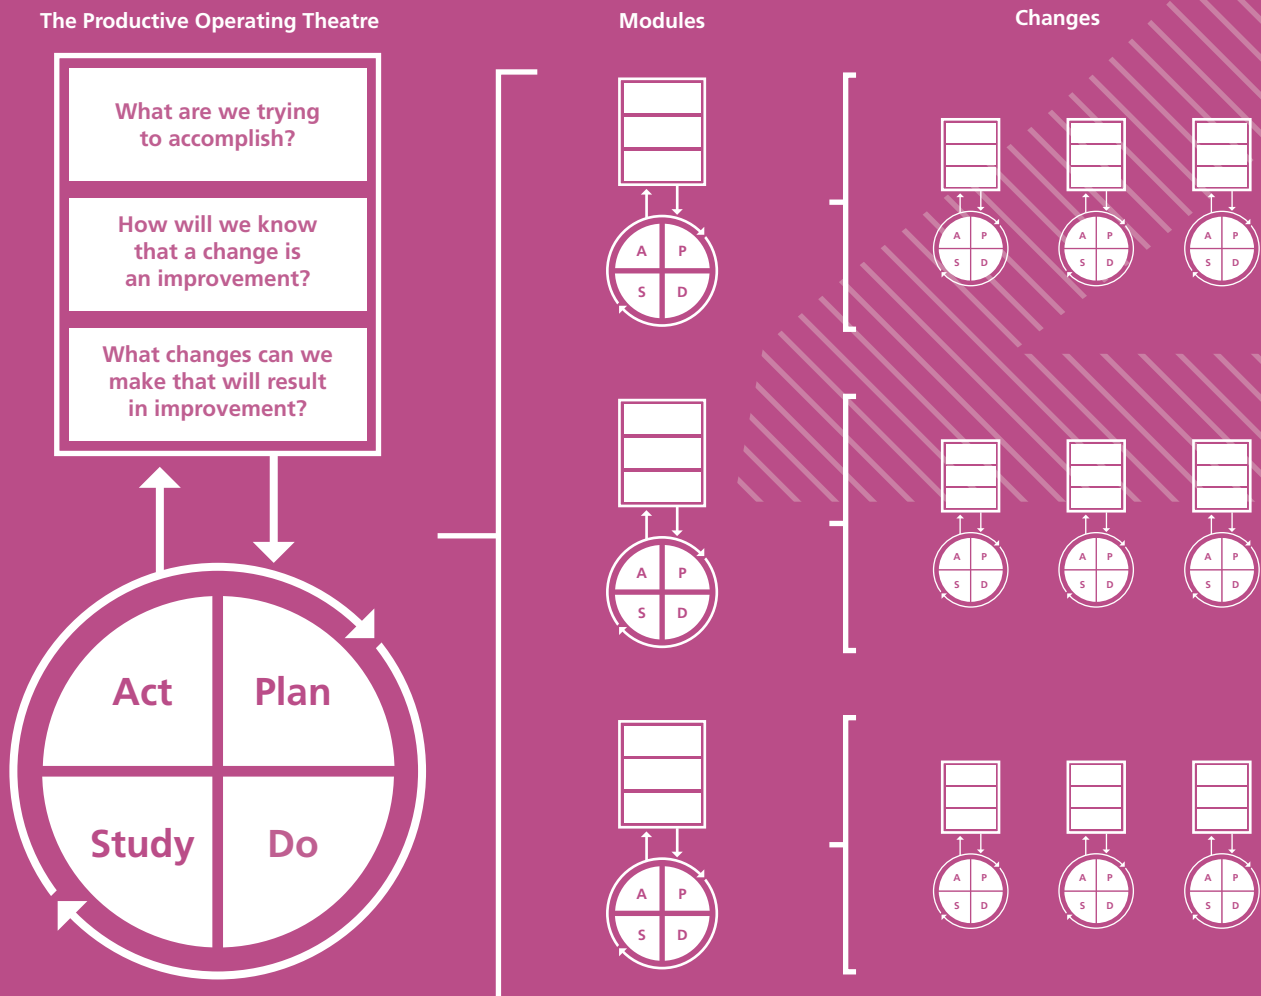 The Productive Operating Theatre
Modules
Changes
What are we trying
to accomplish?
How will we know
that a change is
an improvement?
What changes can we
make that will result
in improvement?
Act
Plan
Study
Do
A P
S D
A P
S D
A P
S D
A P
S D
A P
S D
A P
S D
A P
S D
A P
S D
A P
S D
A P
S D
A P
S D
A P
S D